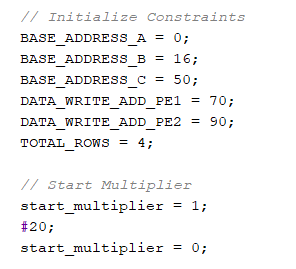 // Initialize Constraints
BASE_ADDRESS_A = 0;
BASE_ADDRESS_B = 16;
BASE_ADDRESS_C = 50;
DATA_WRITE_ADD_PE1 = 70;
DATA_WRITE_ADD_PE2 = 90;
TOTAL_ROWS = 4;

// Start Multiplier
start_multiplier = 1;
#20;
start_multiplier = 0;